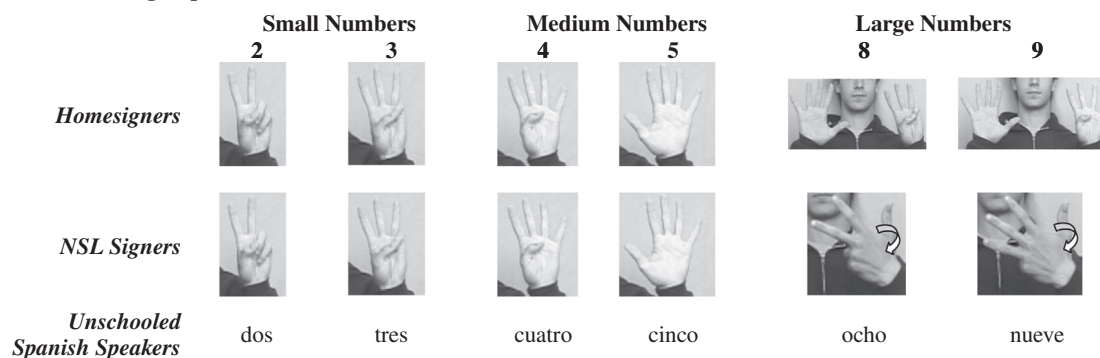 Small Numbers Medium Numbers Large Numbers
2 3 4 5 8 9
Homesigners
NSL Signers
Unschooled
Spanish Speakers
dos tres cuatro cinco ocho nueve